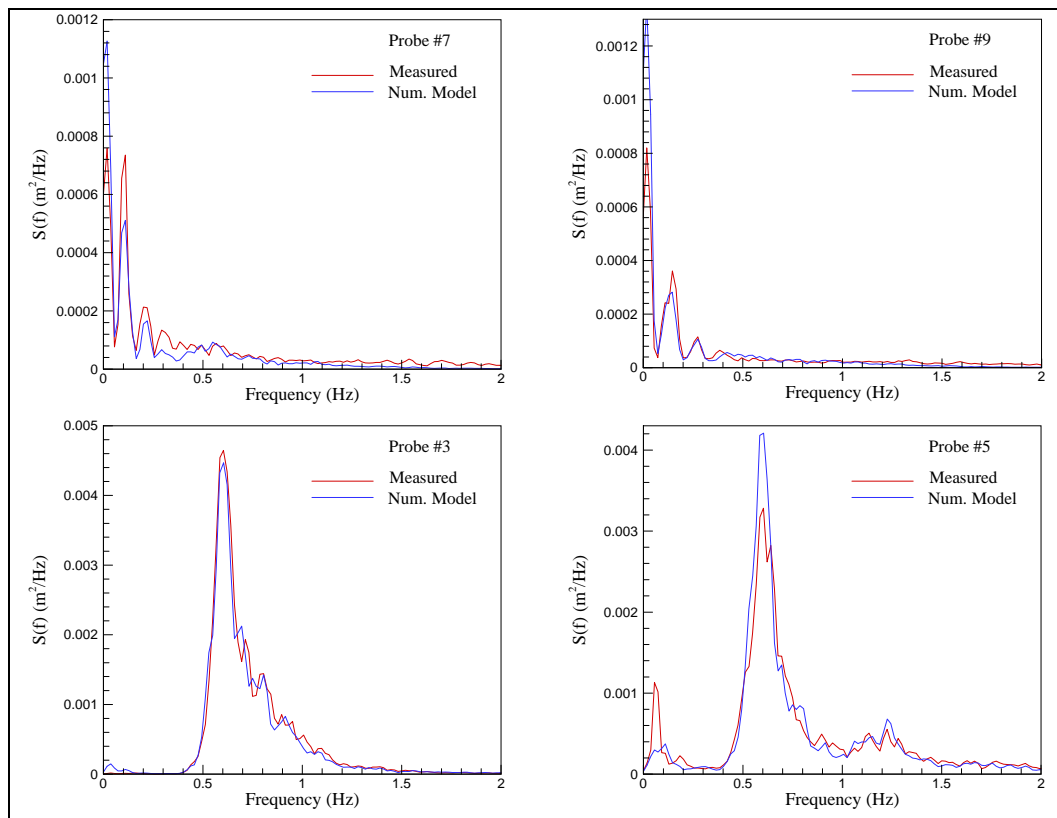 Probe #7
Measured
Num. Model
S(f) (m²/Hz)
0.0012
0.001
0.0008
0.0006
0.0004
0.0002
0
0 0.5 1 1.5 2
Frequency (Hz)
Probe #9
Measured
Num. Model
S(f) (m²/Hz)
0.0012
0.001
0.0008
0.0006
0.0004
0.0002
0
0 0.5 1 1.5 2
Frequency (Hz)
Probe #3
Measured
Num. Model
S(f) (m²/Hz)
0.005
0.004
0.003
0.002
0.001
0
0 0.5 1 1.5 2
Frequency (Hz)
Probe #5
Measured
Num. Model
S(f) (m²/Hz)
0.004
0.003
0.002
0.001
0
0 0.5 1 1.5 2
Frequency (Hz)